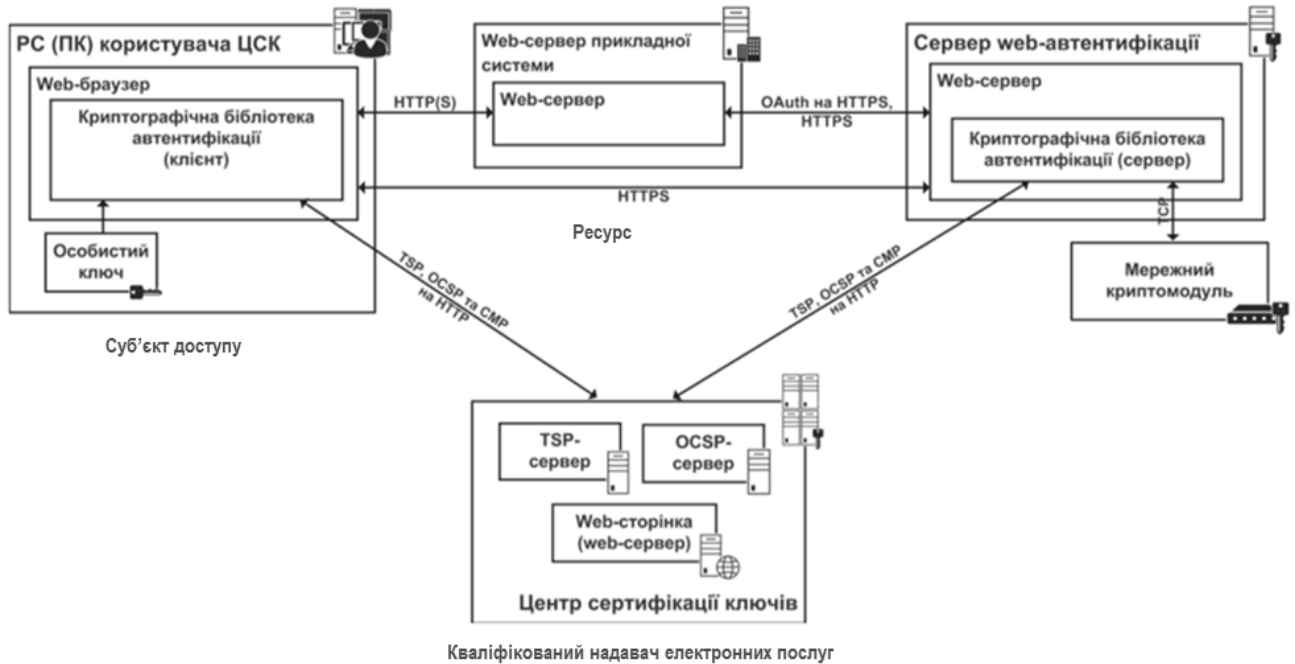 РС (ПК) користувача ЦСК
Web-браузер
Криптографічна бібліотека
автентифікації
(клієнт)
Особистий
ключ
Суб’єкт доступу
HTTP(S)
Web-сервер прикладної
системи
Web-сервер
OAuth на HTTPS,
HTTPS
HTTPS
Ресурс
Сервер web-автентифікації
Web-сервер
Криптографічна бібліотека
автентифікації (сервер)
TCP
Мережний
криптомодуль
TSP, OCSP та CMP
на HTTP
TSP, OCSP та CMP
на HTTP
TSP-
сервер
OCSP-
сервер
Web-сторінка
(web-сервер)
Центр сертифікації ключів
Кваліфікований надавач електронних послуг